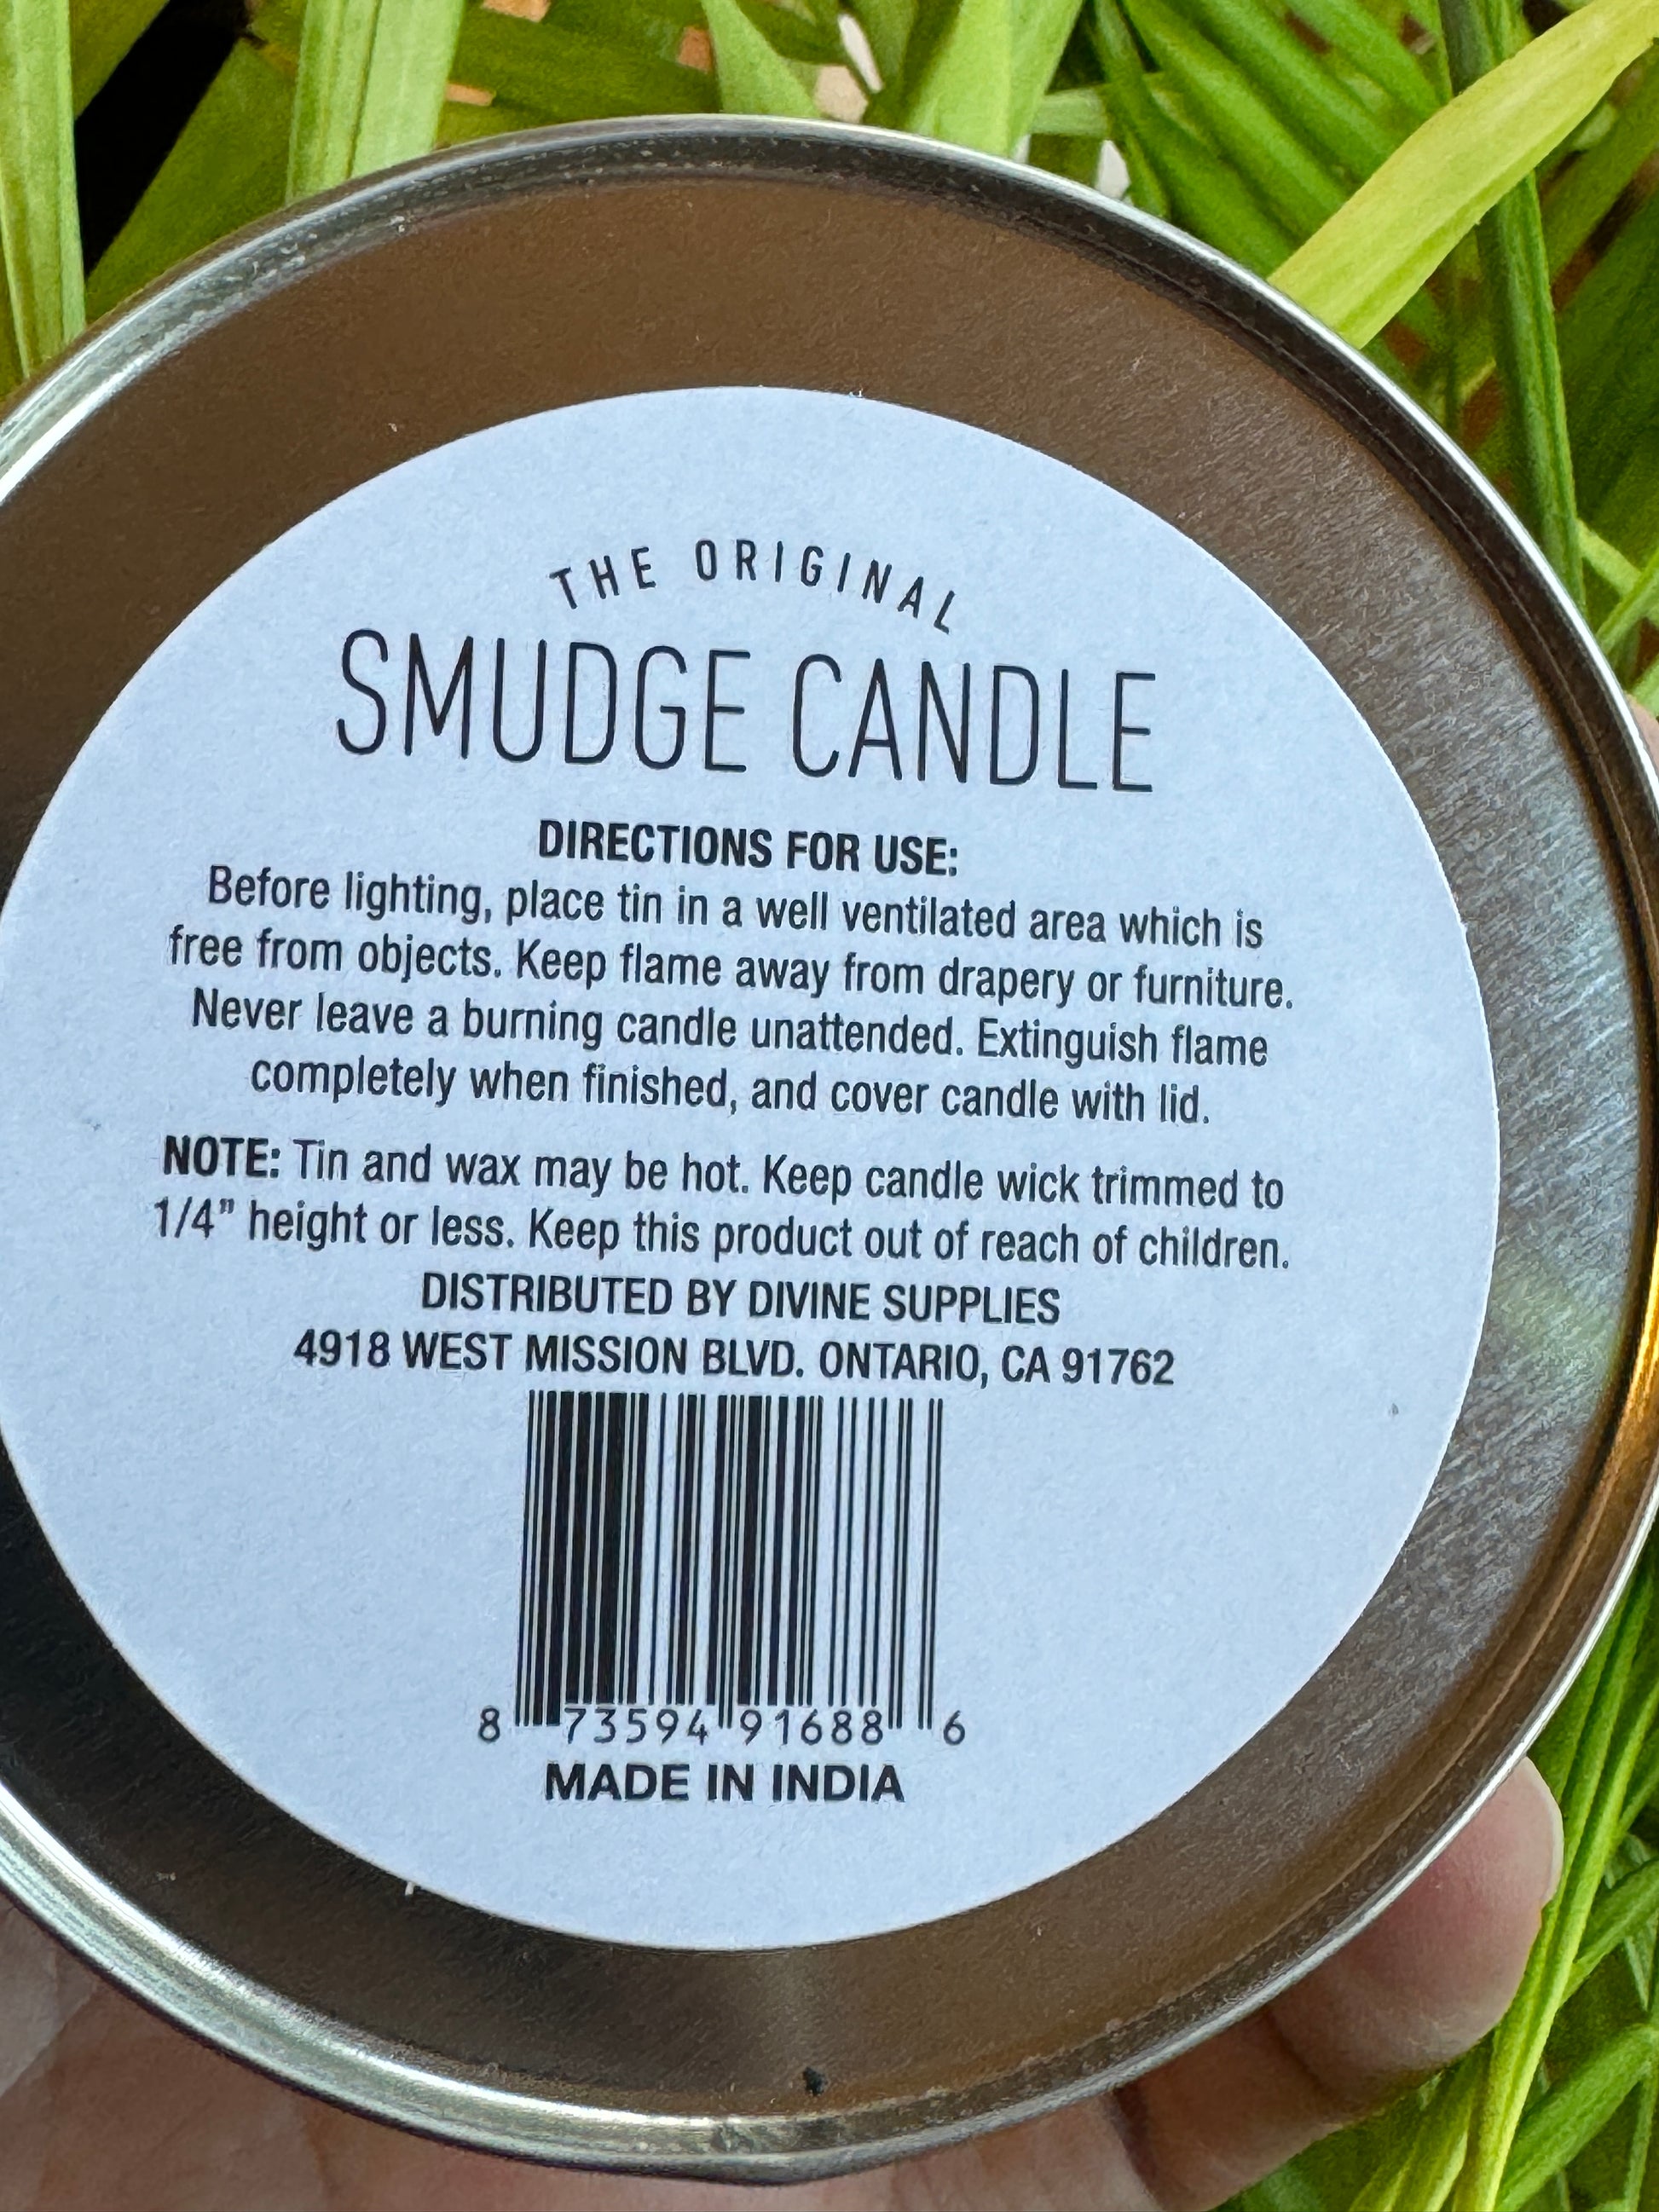 THE ORIGINAL
SMUDGE CANDLE
DIRECTIONS FOR USE:
Before lighting, place tin in a well ventilated area which is
free from objects. Keep flame away from drapery or furniture.
Never leave a burning candle unattended. Extinguish flame
completely when finished, and cover candle with lid.
NOTE: Tin and wax may be hot. Keep candle wick trimmed to
1/4" height or less. Keep this product out of reach of children.
DISTRIBUTED BY DIVINE SUPPLIES
4918 WEST MISSION BLVD. ONTARIO, CA 91762
8 73594 91688 6
MADE IN INDIA